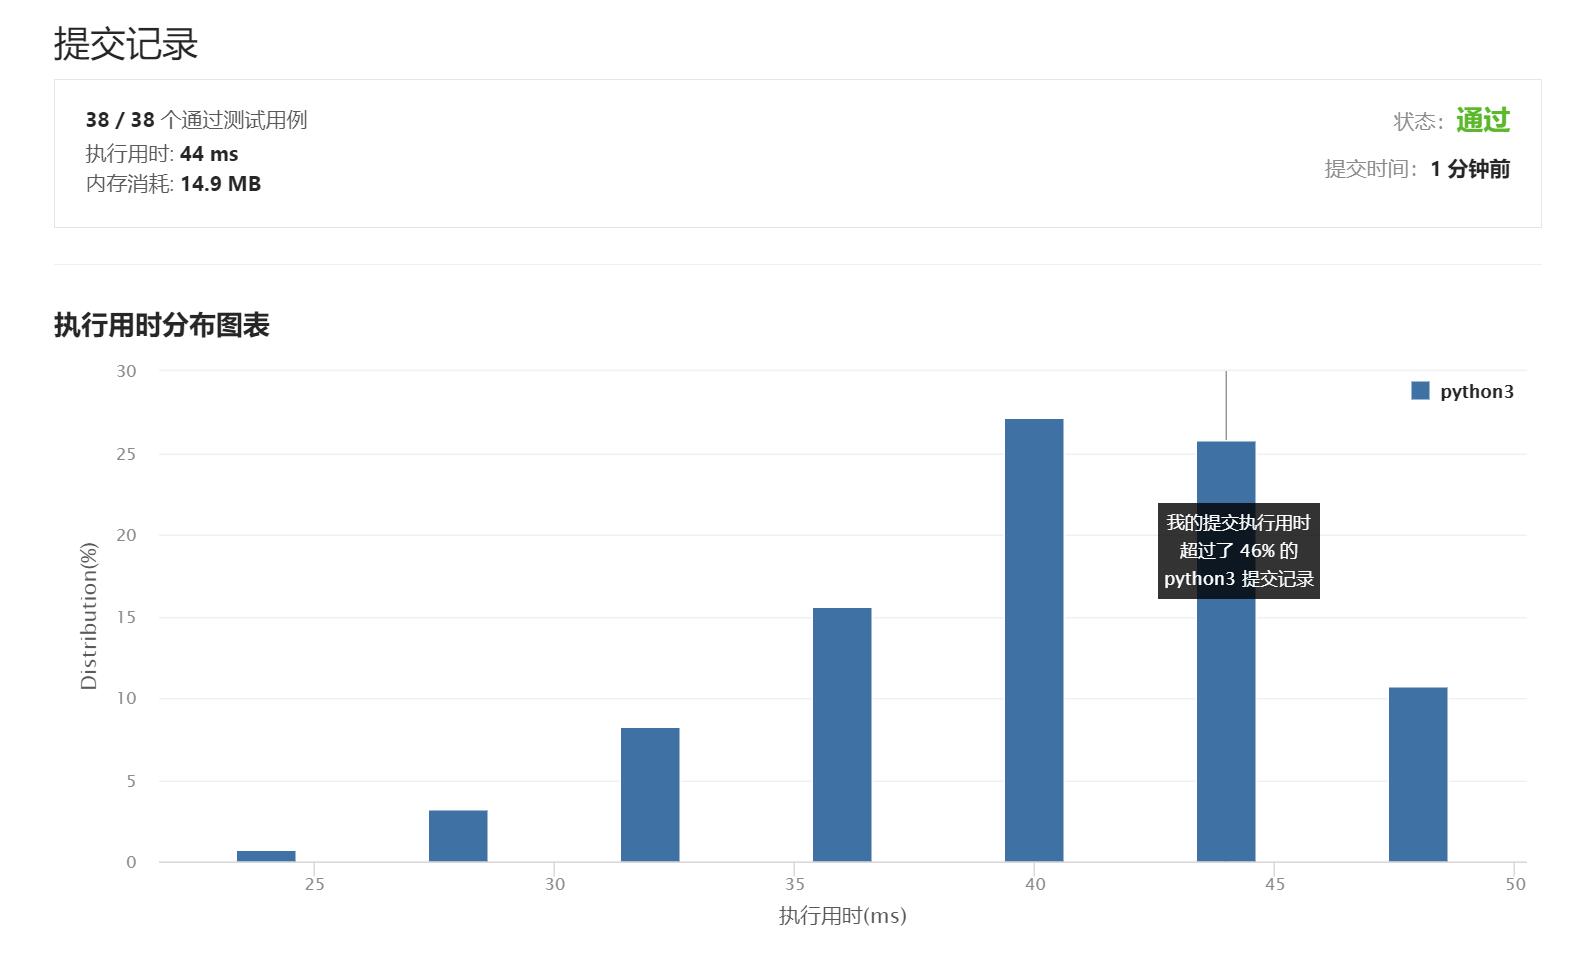 提交记录
38 / 38 个通过测试用例
状态：通过
执行用时: 44 ms
内存消耗: 14.9 MB
提交时间：1 分钟前
执行用时分布图表
30
25
20
15
10
5
0
Distribution(%)
python3
我的提交执行用时
超过了 46% 的
python3 提交记录
25
30
35
40
45
50
执行用时(ms)